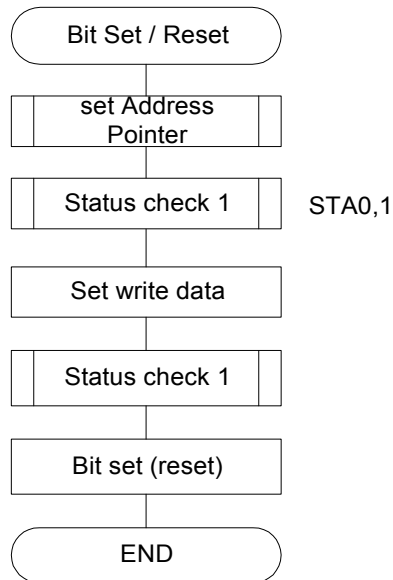 Bit Set / Reset
set Address
Pointer
Status check 1
STA0,1
Set write data
Status check 1
Bit set (reset)
END